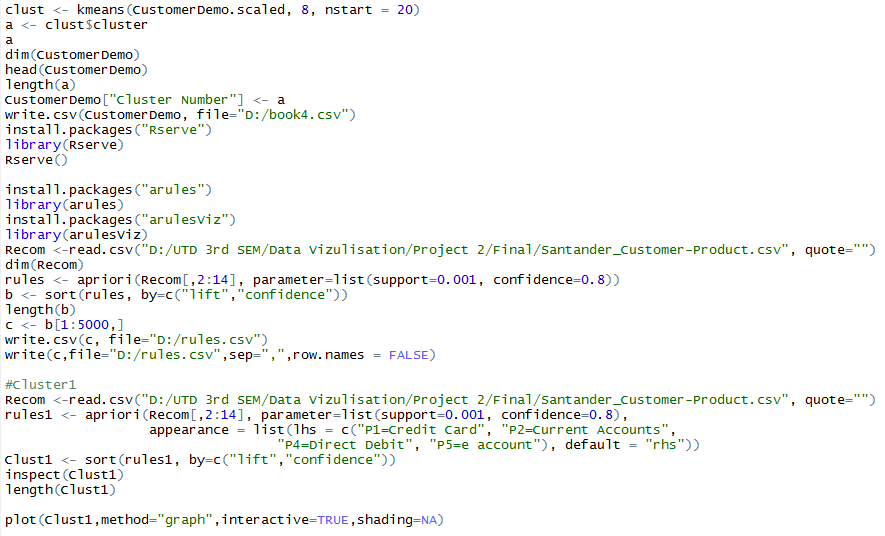 clust <- kmeans(CustomerDemo.scaled, 8, nstart = 20)
a <- clust$cluster
a
dim(CustomerDemo)
head(CustomerDemo)
length(a)
CustomerDemo["Cluster Number"] <- a
write.csv(CustomerDemo, file="D:/book4.csv")
install.packages("Rserve")
library(Rserve)
Rserve()

install.packages("arules")
library(arules)
install.packages("arulesViz")
library(arulesViz)
Recom <-read.csv("D:/UTD 3rd SEM/Data Vizulisation/Project 2/Final/Santander_Customer-Product.csv", quote="")
dim(Recom)
rules <- apriori(Recom[,2:14], parameter=list(support=0.001, confidence=0.8))
b <- sort(rules, by=c("lift","confidence"))
length(b)
c <- b[1:5000,]
write.csv(c, file="D:/rules.csv")
write(c,file="D:/rules.csv",sep=",",row.names = FALSE)

#Cluster1
Recom <-read.csv("D:/UTD 3rd SEM/Data Vizulisation/Project 2/Final/Santander_Customer-Product.csv", quote="")
rules1 <- apriori(Recom[,2:14], parameter=list(support=0.001, confidence=0.8),
                  appearance = list(lhs = c("P1=Credit Card", "P2=Current Accounts",
                                  "P4=Direct Debit", "P5=e account"), default = "rhs"))
Clust1 <- sort(rules1, by=c("lift","confidence"))
inspect(Clust1)
length(Clust1)

plot(Clust1,method="graph",interactive=TRUE,shading=NA)